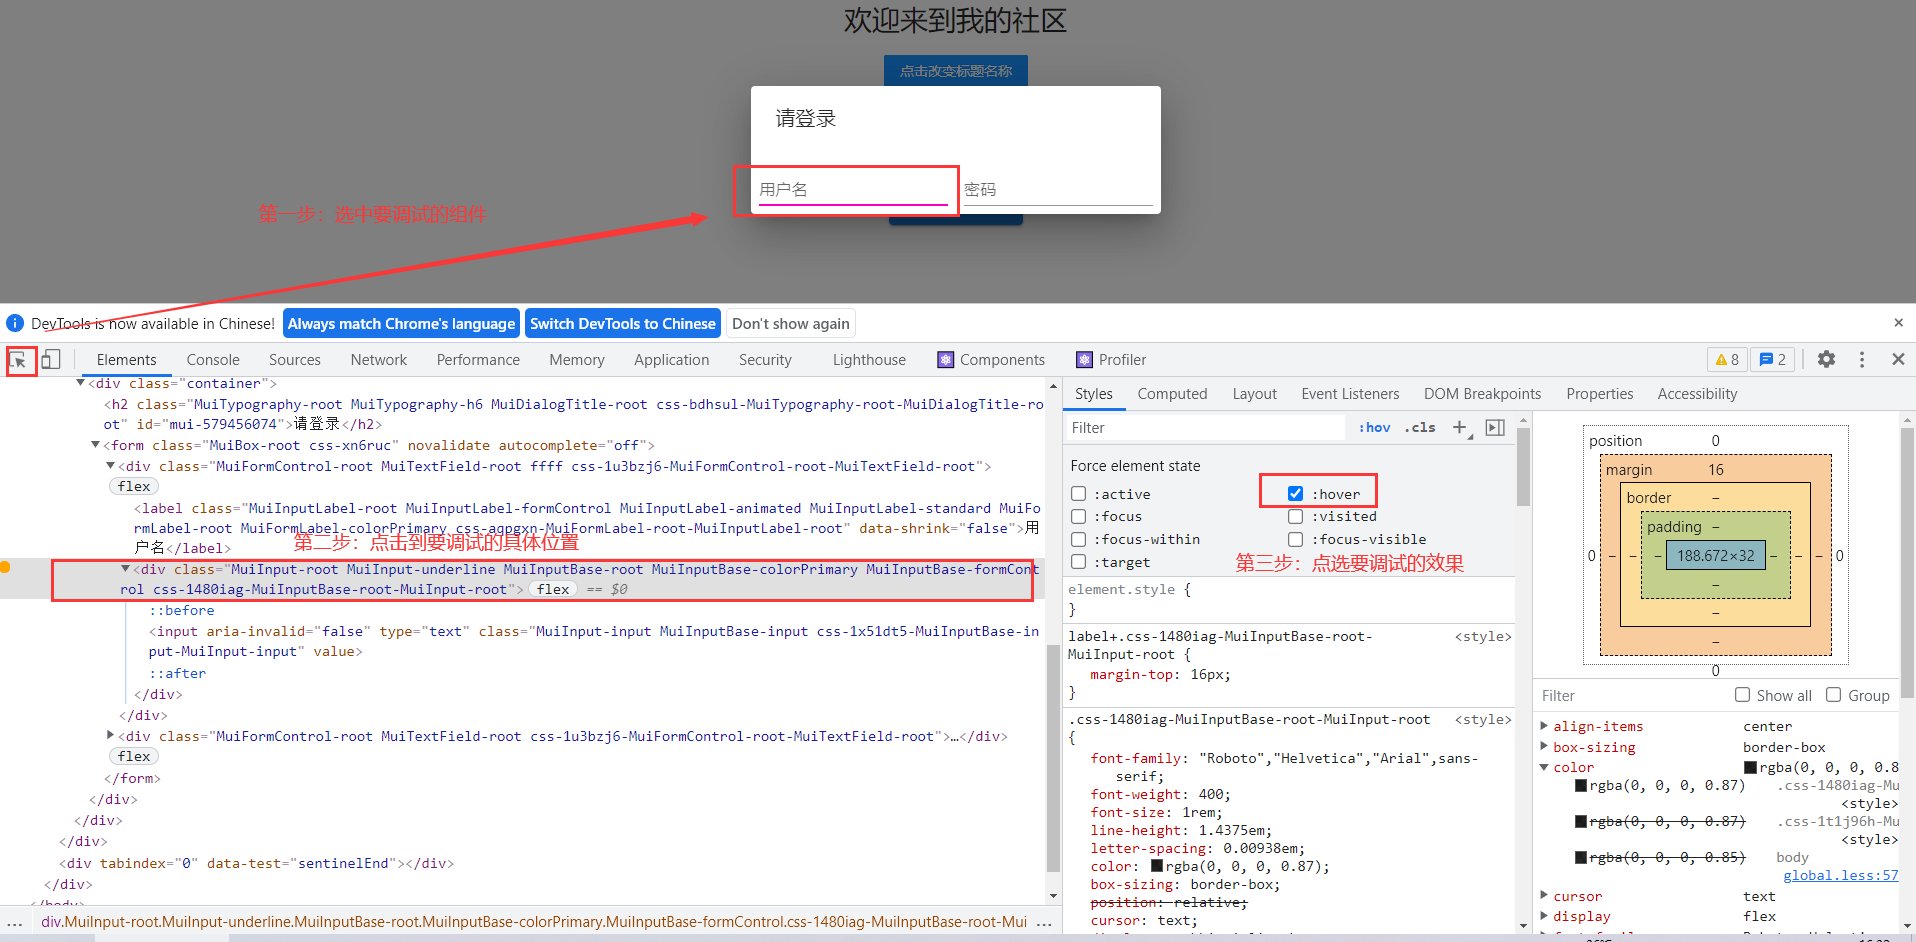 欢迎来到我的社区
点击改变标题名称
请登录
用户名
密码
第一步：选中要调试的组件
DevTools is now available in Chinese!
Always match Chrome's language
Switch DevTools to Chinese
Don't show again
Elements
Console
Sources
Network
Performance
Memory
Application
Security
Lighthouse
Components
Profiler
8
2
<div class="container">
<h2 class="MuiTypography-root MuiTypography-h6 MuiDialogTitle-root css-bdhsul-MuiTypography-root-MuiDialogTitle-ro
ot" id="mui-579456074">请登录</h2>
<form class="MuiBox-root css-xn6ruc" novalidate autocomplete="off">
<div class="MuiFormControl-root MuiTextField-root ffff css-1u3bzj6-MuiFormControl-root-MuiTextField-root">
flex
<label class="MuiInputLabel-root MuiInputLabel-formControl MuiInputLabel-animated MuiInputLabel-standard MuiFo
rmLabel-root MuiFormLabel-colorPrimary css-aqpgxn-MuiFormLabel-root-MuiInputLabel-root" data-shrink="false">用
户名</label>
第二步：点击到要调试的具体位置
<div class="MuiInput-root MuiInput-underline MuiInputBase-root MuiInputBase-colorPrimary MuiInputBase-formCont
rol css-1480iag-MuiInputBase-root-MuiInput-root"> flex == $0
::before
<input aria-invalid="false" type="text" class="MuiInput-input MuiInputBase-input css-1x51dt5-MuiInputBase-in
put-MuiInput-input" value>
::after
</div>
</div>
<div class="MuiFormControl-root MuiTextField-root css-1u3bzj6-MuiFormControl-root-MuiTextField-root">…</div>
flex
</form>
</div>
</div>
</div>
<div tabindex="0" data-test="sentinelEnd"></div>
</div>
</body>
... div.MuiInput-root.MuiInput-underline.MuiInputBase-root.MuiInputBase-colorPrimary.MuiInputBase-formControl.css-1480iag-MuiInputBase-root-Mui ...
Styles
Computed
Layout
Event Listeners
DOM Breakpoints
Properties
Accessibility
Filter
:hov
.cls
Force element state
:active
:hover
:focus
:visited
:focus-within
:focus-visible
:target
第三步：点选要调试的效果
element.style {
}
label+.css-1480iag-MuiInputBase-root- <style>
MuiInput-root {
margin-top: 16px;
}
.css-1480iag-MuiInputBase-root-MuiInput-root <style>
{
font-family: "Roboto","Helvetica","Arial",sans-
serif;
font-weight: 400;
font-size: 1rem;
line-height: 1.4375em;
letter-spacing: 0.00938em;
color: rgba(0, 0, 0, 0.87);
box-sizing: border-box;
position: relative;
cursor: text;
position 0
margin 16
border –
padding –
0 – – – 188.672×32 – – – 0
–
–
–
0
Filter
Show all
Group
align-items center
box-sizing border-box
color rgba(0, 0, 0, 0.8
rgba(0, 0, 0, 0.87) .css-1480iag-Mu
<style>
rgba(0, 0, 0, 0.87) .css-1t1j96h-Mu
<style>
rgba(0, 0, 0, 0.85) body
global.less:57
cursor text
display flex